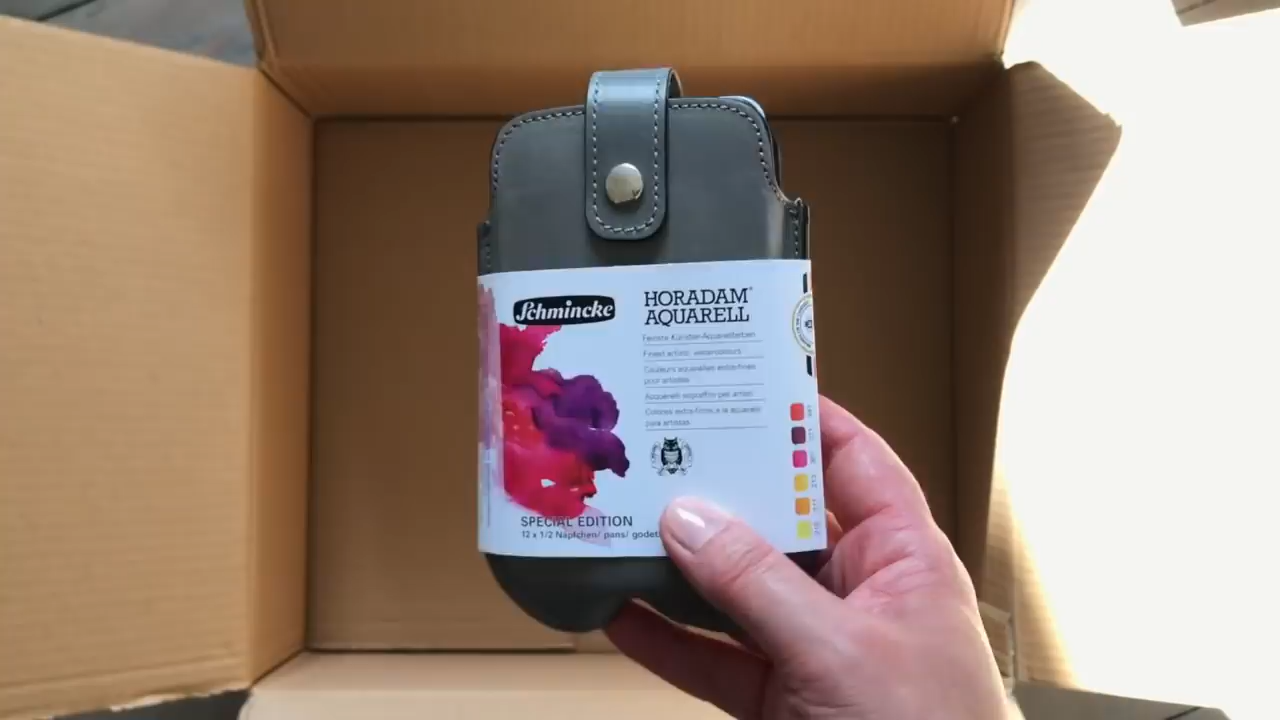 Schmincke
HORADAM®
AQUARELL
Feinste Künstler-Aquarellfarben
Finest artists' watercolours
Couleurs aquarelles extra-fines
pour artistes
Acquerelli sopraffini per artisti
Colores extra-finos a la acuarela
para artistas
SPECIAL EDITION
12 x 1/2 Näpfchen/ pans/ godet